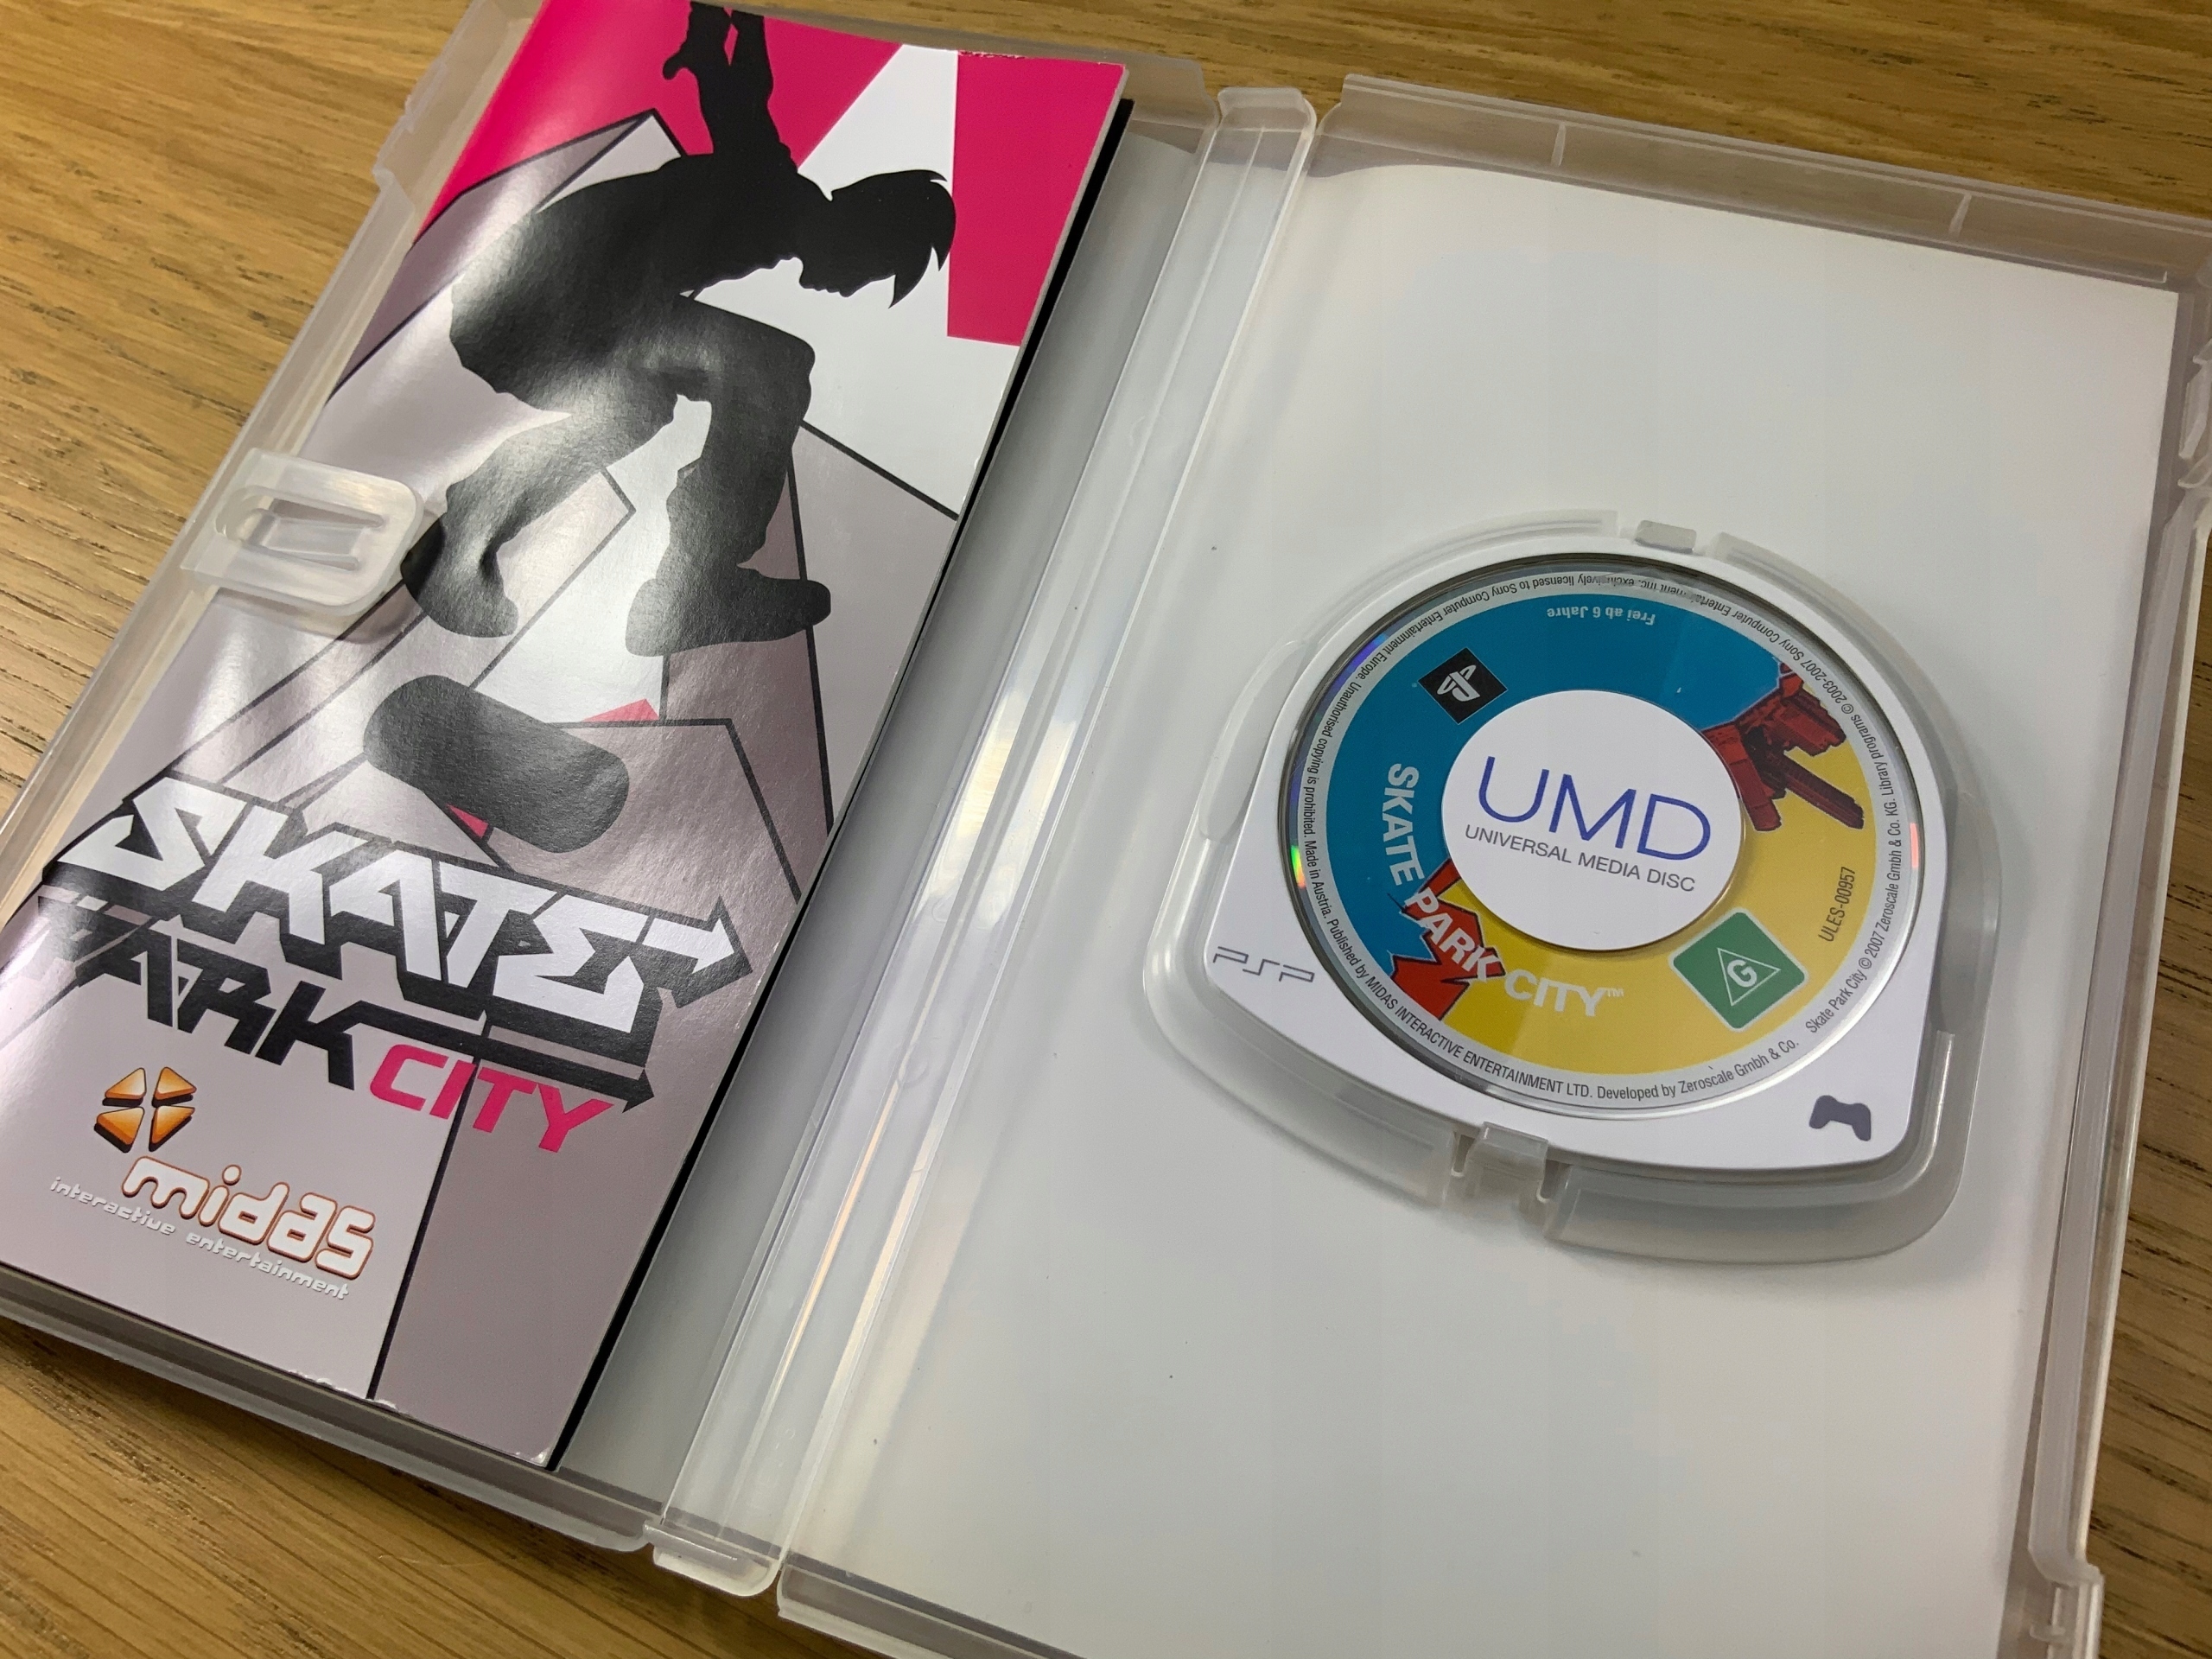 SKATE
PARK CITY
midas
interactive entertainment
Frei ab 6 Jahre
UMD
UNIVERSAL MEDIA DISC
SKATE PARK CITY™
ULES-00957
G
PSP
Library programs © 2003-2007 Sony Computer Entertainment Inc. exclusively licensed to Sony Computer Entertainment Europe. Unauthorised copying is prohibited. Made in Austria. Published by MIDAS INTERACTIVE ENTERTAINMENT LTD. Developed by Zeroscale Gmbh & Co.
Skate Park City © 2007 Zeroscale Gmbh & Co. KG.